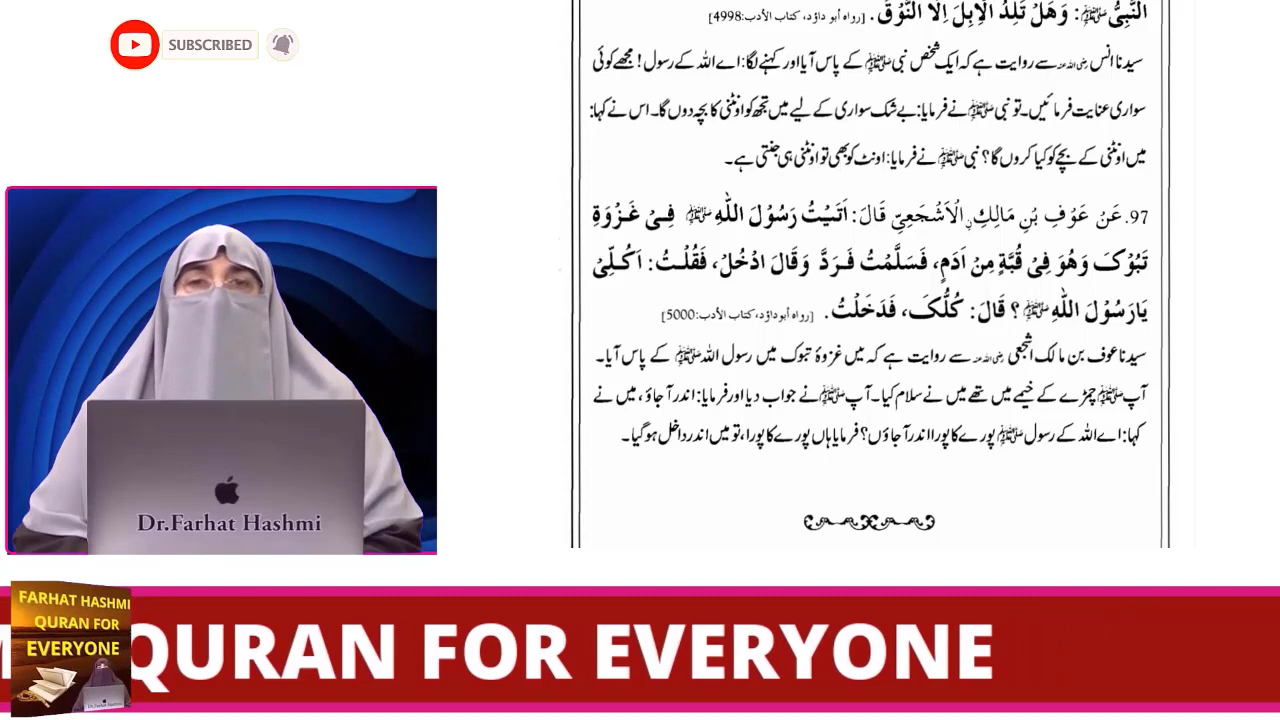 SUBSCRIBED
النَّبِیُّ ﷺ: وَهَلْ تَلِدُ الْاِبِلَ اِلَّا النُّوْقُ. [رواه أبو داؤد، كتاب الأدب:4998]
سیدنا انس رضی اللہ عنہ سے روایت ہے کہ ایک شخص نبی ﷺ کے پاس آیا اور کہنے لگا: اے اللہ کے رسول! مجھے کوئی
سواری عنایت فرمائیں۔ تو نبی ﷺ نے فرمایا: بے شک سواری کے لیے میں تجھ کو اونٹنی کا بچہ دوں گا۔ اس نے کہا:
میں اونٹنی کے بچے کو کیا کروں گا؟ نبی ﷺ نے فرمایا: اونٹ کو بھی تو اونٹنی ہی جنتی ہے۔
97. عَنْ عَوْفِ بْنِ مَالِكِ نِ الْاَشْجَعِیِّ قَالَ: اَتَیْتُ رَسُوْلَ اللّٰهِ ﷺ فِیْ غَزْوَةِ
تَبُوْکَ وَهُوَ فِیْ قُبَّةٍ مِنْ اَدَمٍ، فَسَلَّمْتُ فَرَدَّ وَقَالَ ادْخُلْ، فَقُلْتُ: اَکُلِّیْ
یَارَسُوْلَ اللّٰهِ ﷺ؟ قَالَ: کُلُّکَ، فَدَخَلْتُ. [رواه أبوداؤد، كتاب الأدب:5000]
سیدنا عوف بن مالک اشجعی رضی اللہ عنہ سے روایت ہے کہ میں غزوۂ تبوک میں رسول اللہ ﷺ کے پاس آیا۔
آپ ﷺ چمڑے کے خیمے میں تھے میں نے سلام کیا۔ آپ ﷺ نے جواب دیا اور فرمایا: اندر آ جاؤ، میں نے
کہا: اے اللہ کے رسول ﷺ پورے کا پورا اندر آ جاؤں؟ فرمایا ہاں پورے کا پورا، تو میں اندر داخل ہو گیا۔
Dr.Farhat Hashmi
FARHAT HASHMI
QURAN FOR
EVERYONE
QURAN FOR EVERYONE